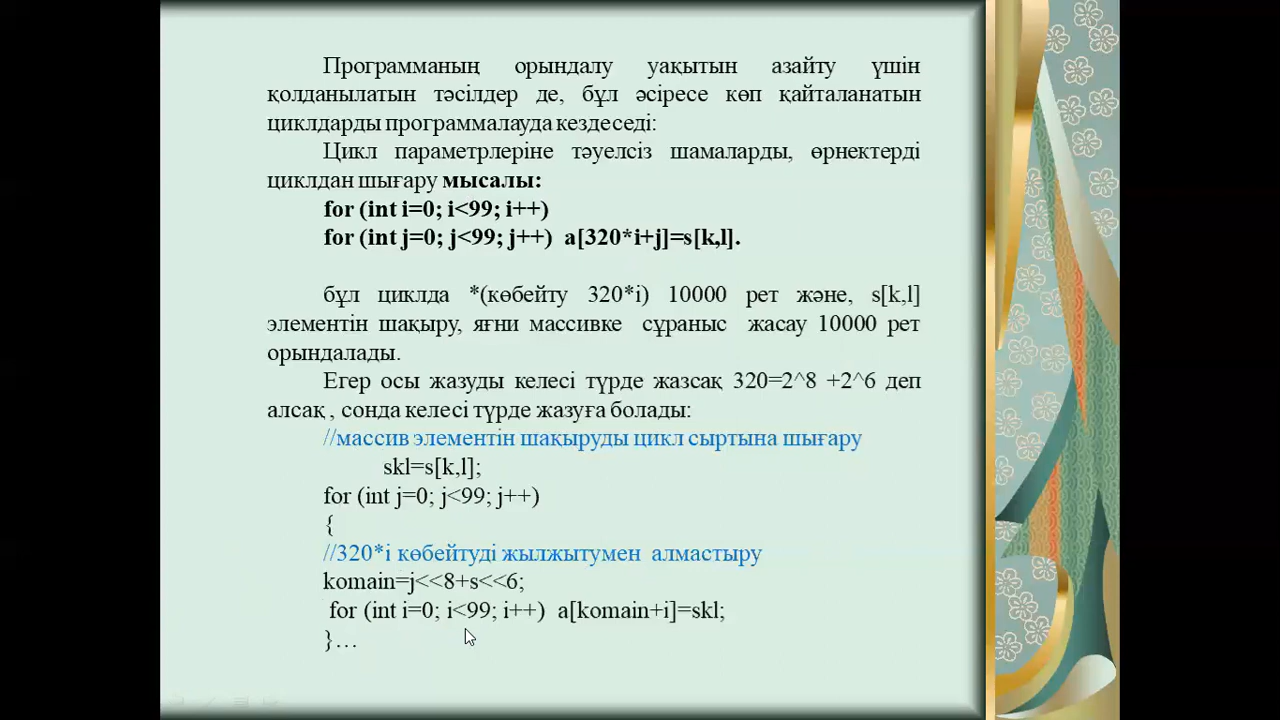 Программаның орындалу уақытын азайту үшін
қолданылатын тәсілдер де, бұл әсіресе көп қайталанатын
циклдарды программалауда кездеседі:
Цикл параметрлеріне тәуелсіз шамаларды, өрнектерді
циклдан шығару мысалы:
for (int i=0; i<99; i++)
for (int j=0; j<99; j++) a[320*i+j]=s[k,l].
бұл циклда *(көбейту 320*i) 10000 рет және, s[k,l]
элементін шақыру, яғни массивке сұраныс жасау 10000 рет
орындалады.
Егер осы жазуды келесі түрде жазсақ 320=2^8 +2^6 деп
алсақ , сонда келесі түрде жазуға болады:
//массив элементін шақыруды цикл сыртына шығару
skl=s[k,l];
for (int j=0; j<99; j++)
{
//320*i көбейтуді жылжытумен алмастыру
komain=j<<8+s<<6;
for (int i=0; i<99; i++) a[komain+i]=skl;
}…